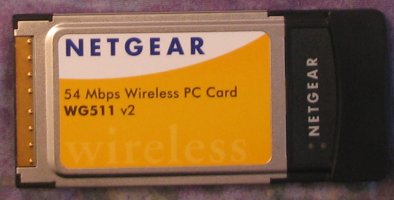 NETGEAR
54 Mbps Wireless PC Card
WG511 v2
wireless
NETGEAR